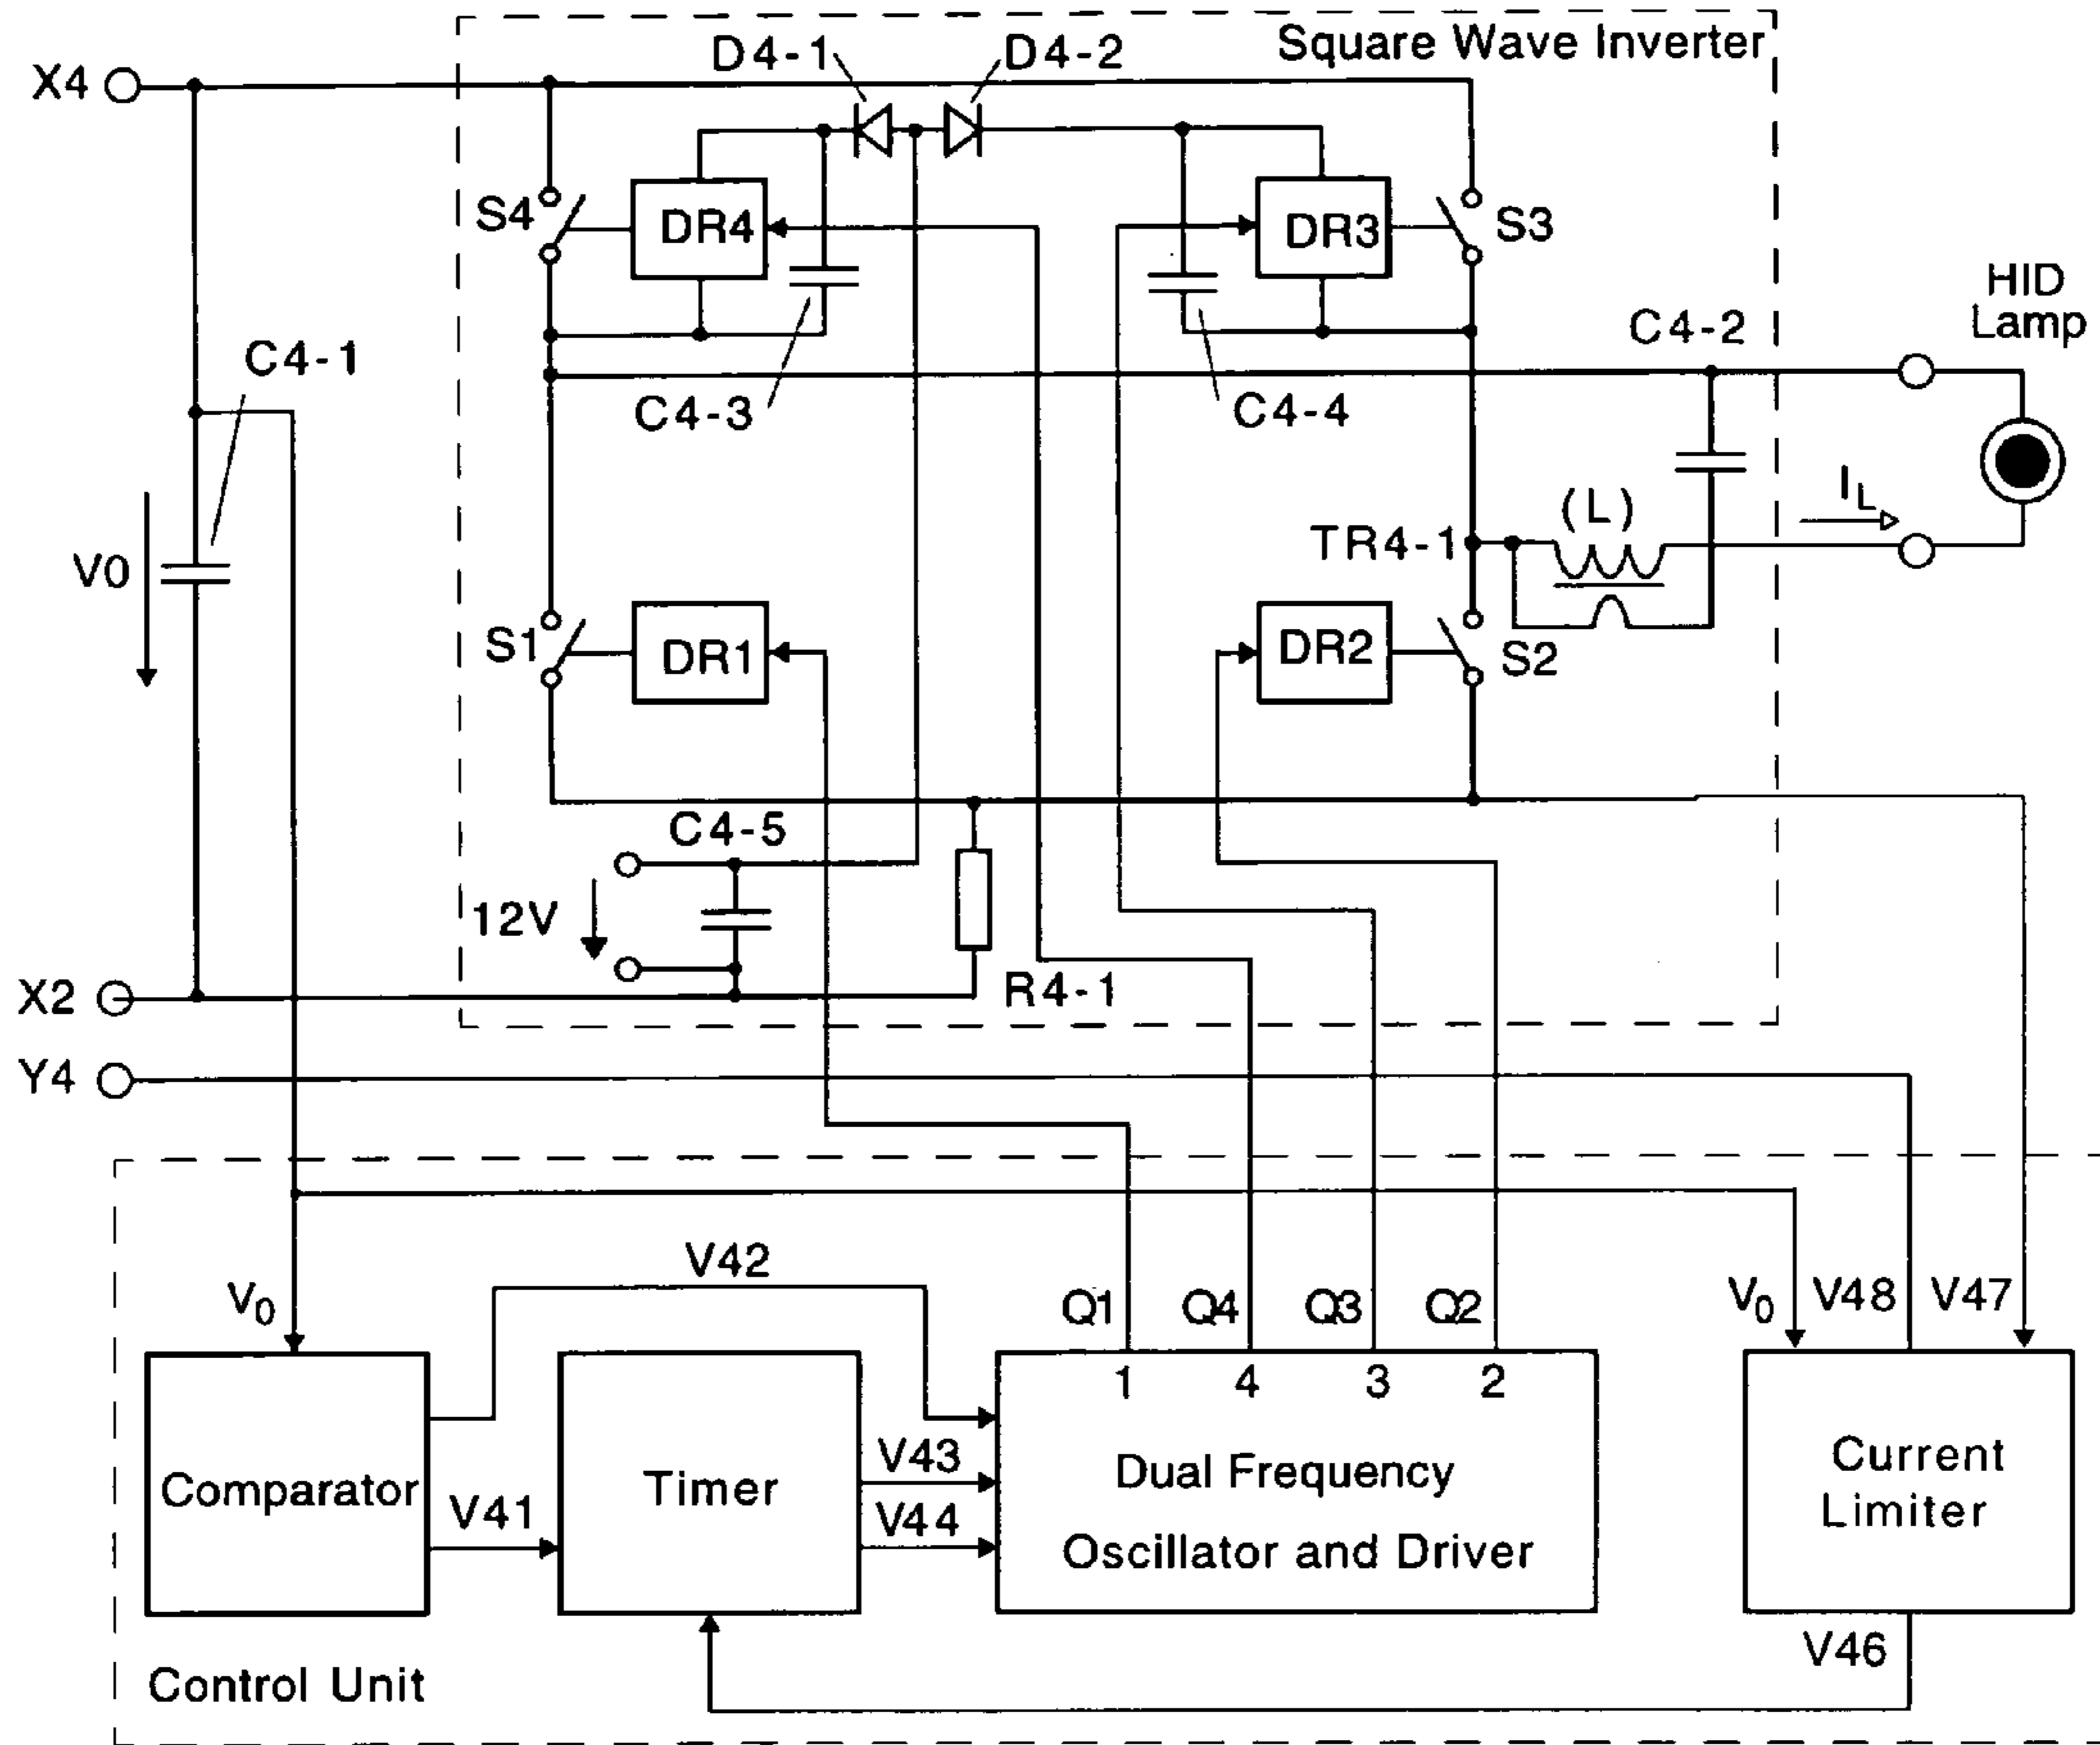 Square Wave Inverter
D4-1
D4-2
X4
S4
DR4
DR3
S3
HID
Lamp
C4-2
C4-1
C4-3
C4-4
(L)
IL
TR4-1
V0
S1
DR1
DR2
S2
C4-5
12V
R4-1
X2
Y4
V42
V0
Q1
Q4
Q3
Q2
V0
V48
V47
1
4
3
2
Comparator
V41
Timer
V43
V44
Dual Frequency
Oscillator and Driver
Current
Limiter
V46
Control Unit